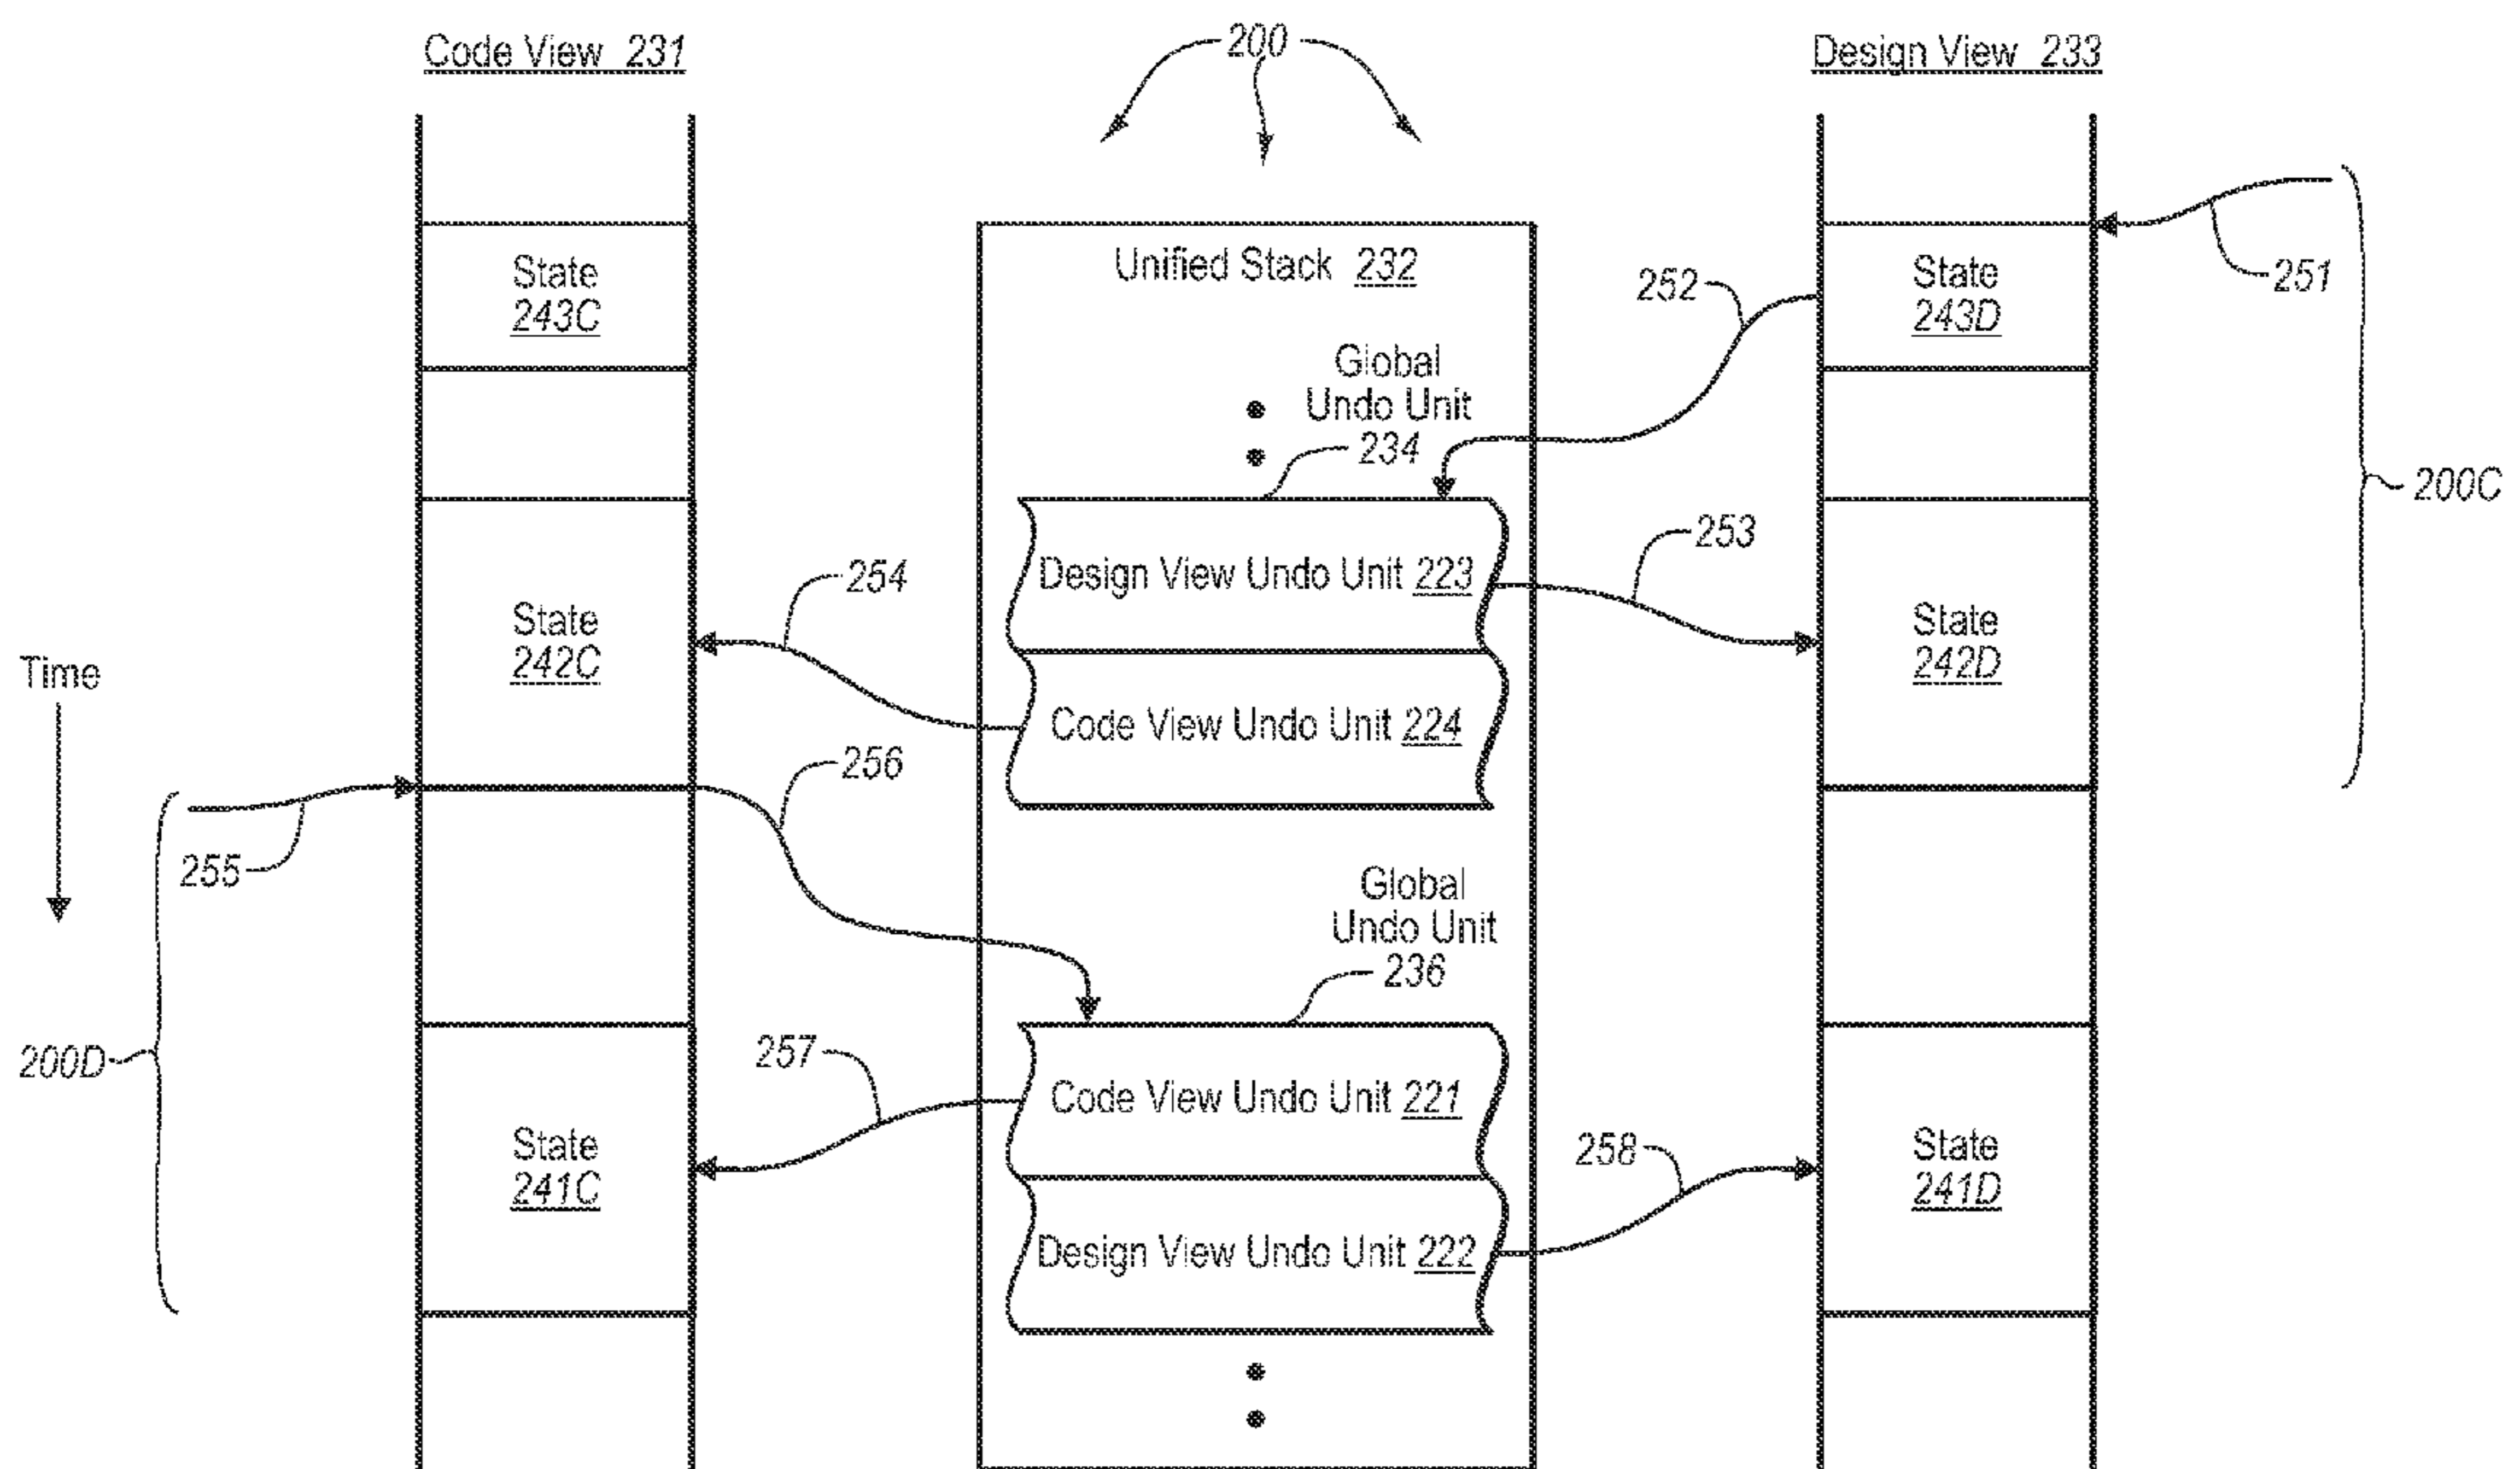 200
Code View 231
Design View 233
State
243C
Unified Stack 232
252
State
243D
251
Global
Undo Unit
234
200C
254
State
242C
Design View Undo Unit 223
253
State
242D
Time
Code View Undo Unit 224
256
255
Global
Undo Unit
236
200D
257
State
241C
Code View Undo Unit 221
258
State
241D
Design View Undo Unit 222